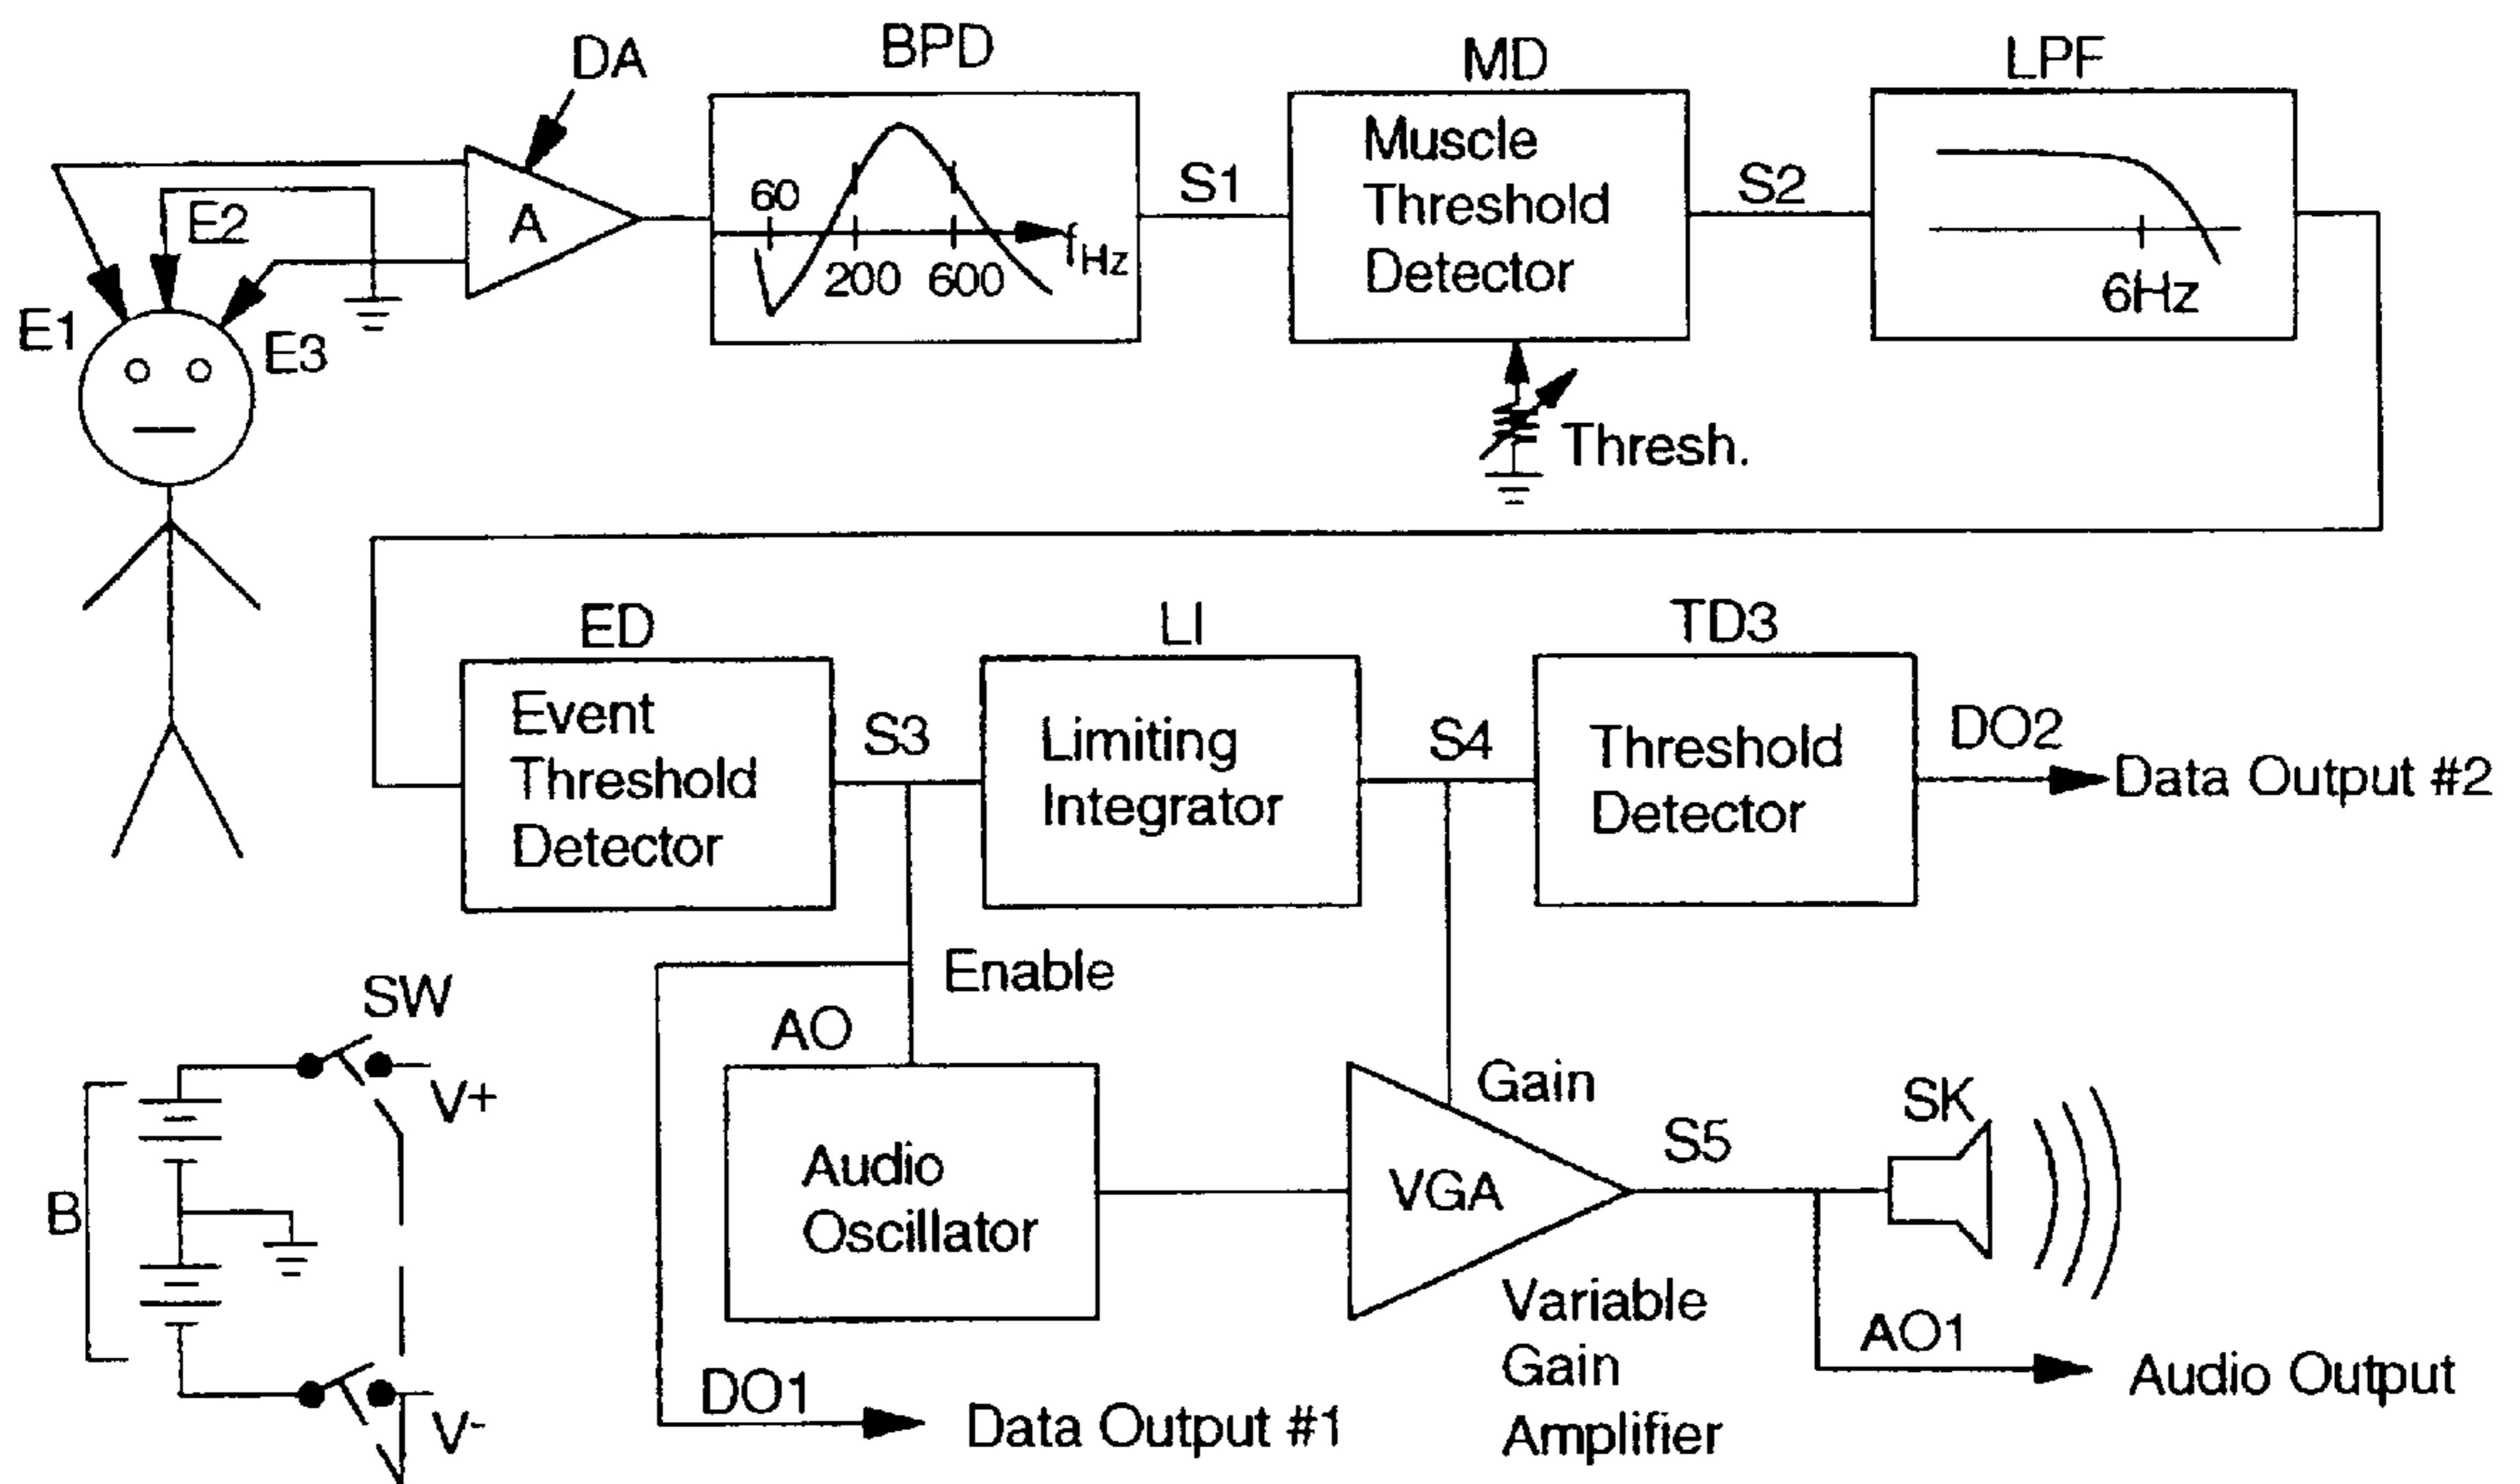 DA
BPD
MD
LPF
E1
E2
E3
A
60
200
600
fHz
S1
Muscle
Threshold
Detector
Thresh.
S2
6Hz
ED
Event
Threshold
Detector
S3
LI
Limiting
Integrator
S4
TD3
Threshold
Detector
DO2
Data Output #2
Enable
AO
Audio
Oscillator
DO1
Data Output #1
Gain
VGA
Variable
Gain
Amplifier
S5
SK
AO1
Audio Output
SW
V+
B
V-